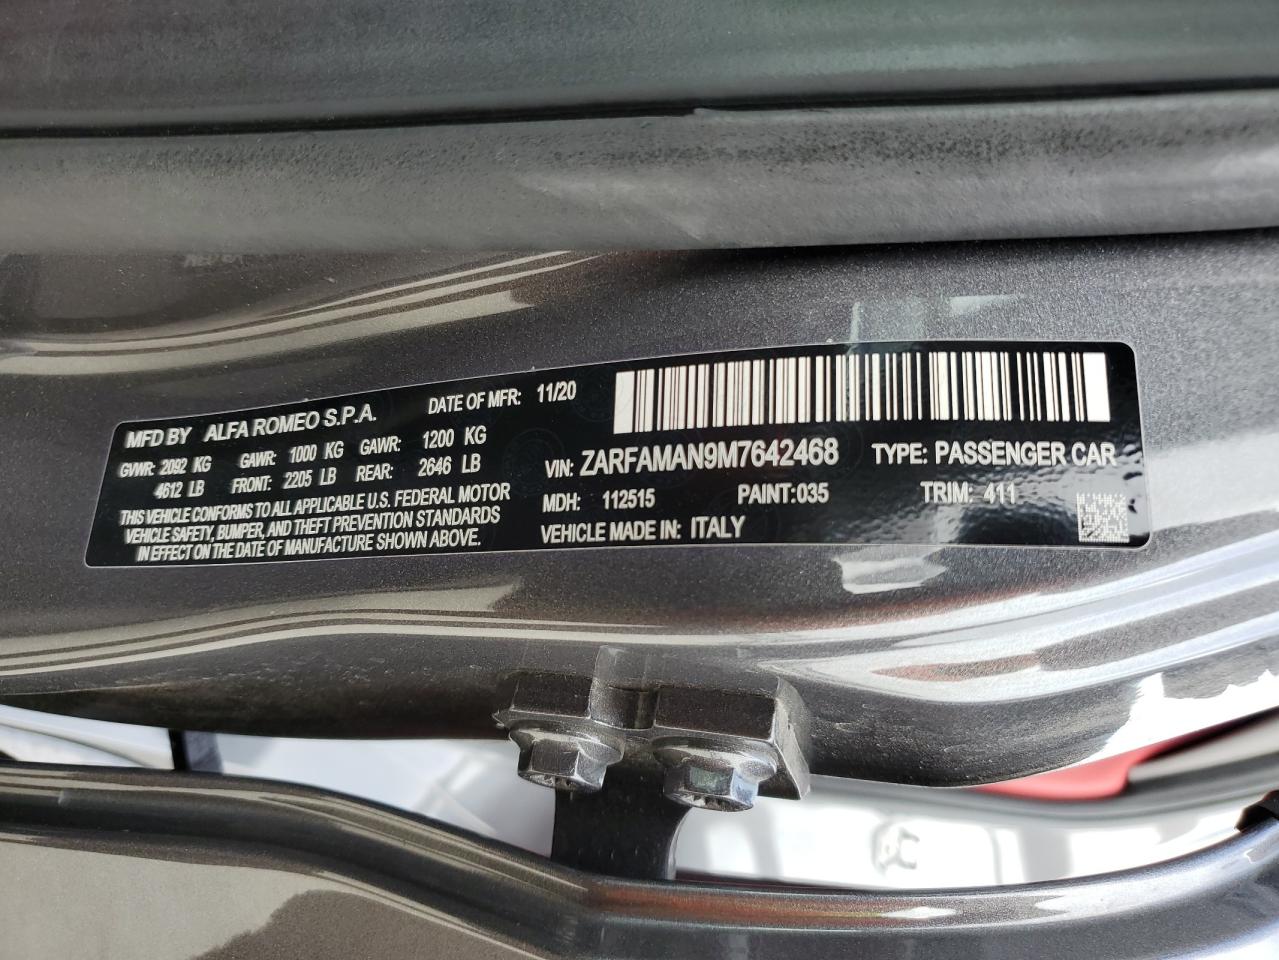 MFD BY ALFA ROMEO S.P.A. DATE OF MFR: 11/20
GVWR: 2092 KG GAWR: 1000 KG GAWR: 1200 KG
4612 LB FRONT: 2205 LB REAR: 2646 LB
THIS VEHICLE CONFORMS TO ALL APPLICABLE U.S. FEDERAL MOTOR
VEHICLE SAFETY, BUMPER, AND THEFT PREVENTION STANDARDS
IN EFFECT ON THE DATE OF MANUFACTURE SHOWN ABOVE.
VIN: ZARFAMAN9M7642468 TYPE: PASSENGER CAR
MDH: 112515 PAINT:035 TRIM: 411
VEHICLE MADE IN: ITALY